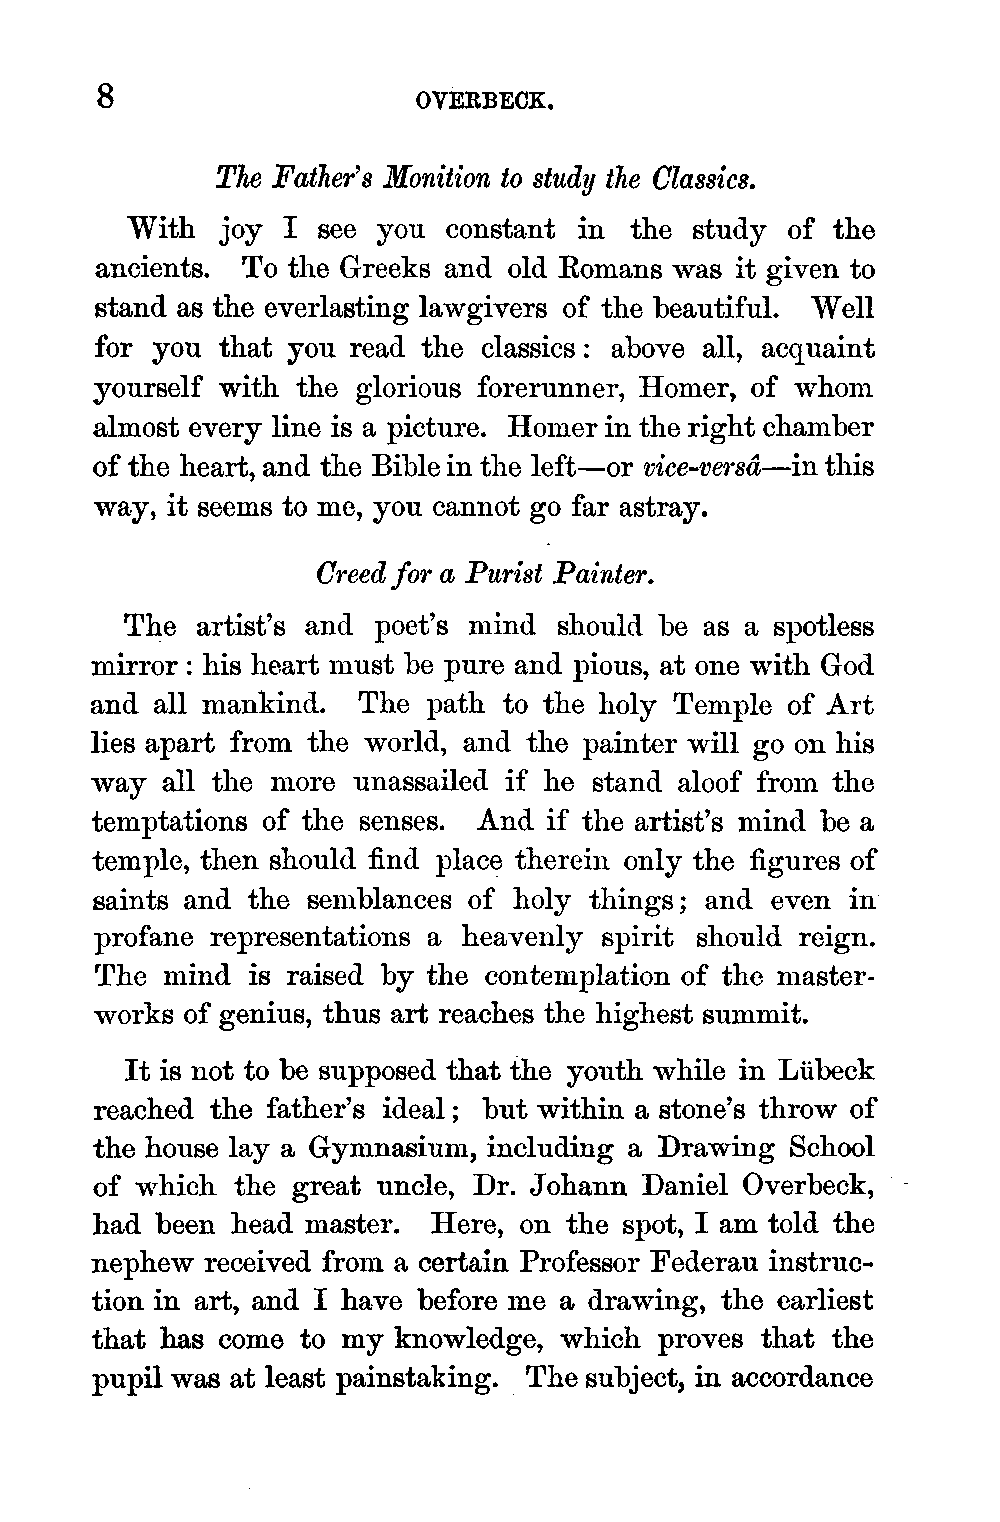 8 OVERBECK.
The Father's Monition to study the Classics.
With joy I see you constant in the study of the
ancients. To the Greeks and old Romans was it given to
stand as the everlasting lawgivers of the beautiful. Well
for you that you read the classics: above all, acquaint
yourself with the glorious forerunner, Homer, of whom
almost every line is a picture. Homer in the right chamber
of the heart, and the Bible in the left—or vice-versâ—in this
way, it seems to me, you cannot go far astray.
Creed for a Purist Painter.
The artist's and poet's mind should be as a spotless
mirror: his heart must be pure and pious, at one with God
and all mankind. The path to the holy Temple of Art
lies apart from the world, and the painter will go on his
way all the more unassailed if he stand aloof from the
temptations of the senses. And if the artist's mind be a
temple, then should find place therein only the figures of
saints and the semblances of holy things; and even in
profane representations a heavenly spirit should reign.
The mind is raised by the contemplation of the master-
works of genius, thus art reaches the highest summit.
It is not to be supposed that the youth while in Lübeck
reached the father's ideal; but within a stone's throw of
the house lay a Gymnasium, including a Drawing School
of which the great uncle, Dr. Johann Daniel Overbeck,
had been head master. Here, on the spot, I am told the
nephew received from a certain Professor Federau instruc-
tion in art, and I have before me a drawing, the earliest
that has come to my knowledge, which proves that the
pupil was at least painstaking. The subject, in accordance